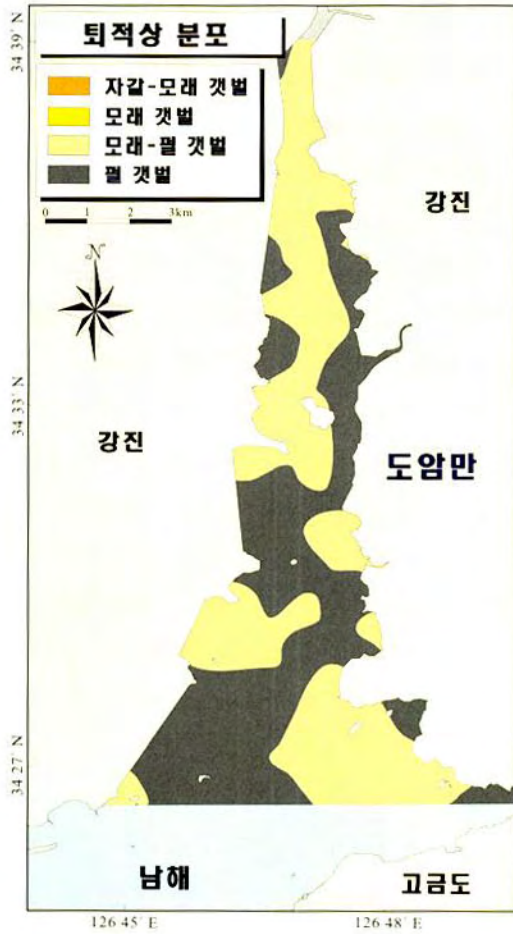 퇴적상 분포
자갈-모래 갯벌
모래 갯벌
모래-펄 갯벌
펄 갯벌
0 1 2 3km
N
강진
강진
도암만
남해
고금도
34 39' N
34 33' N
34 27' N
126 45' E
126 48' E